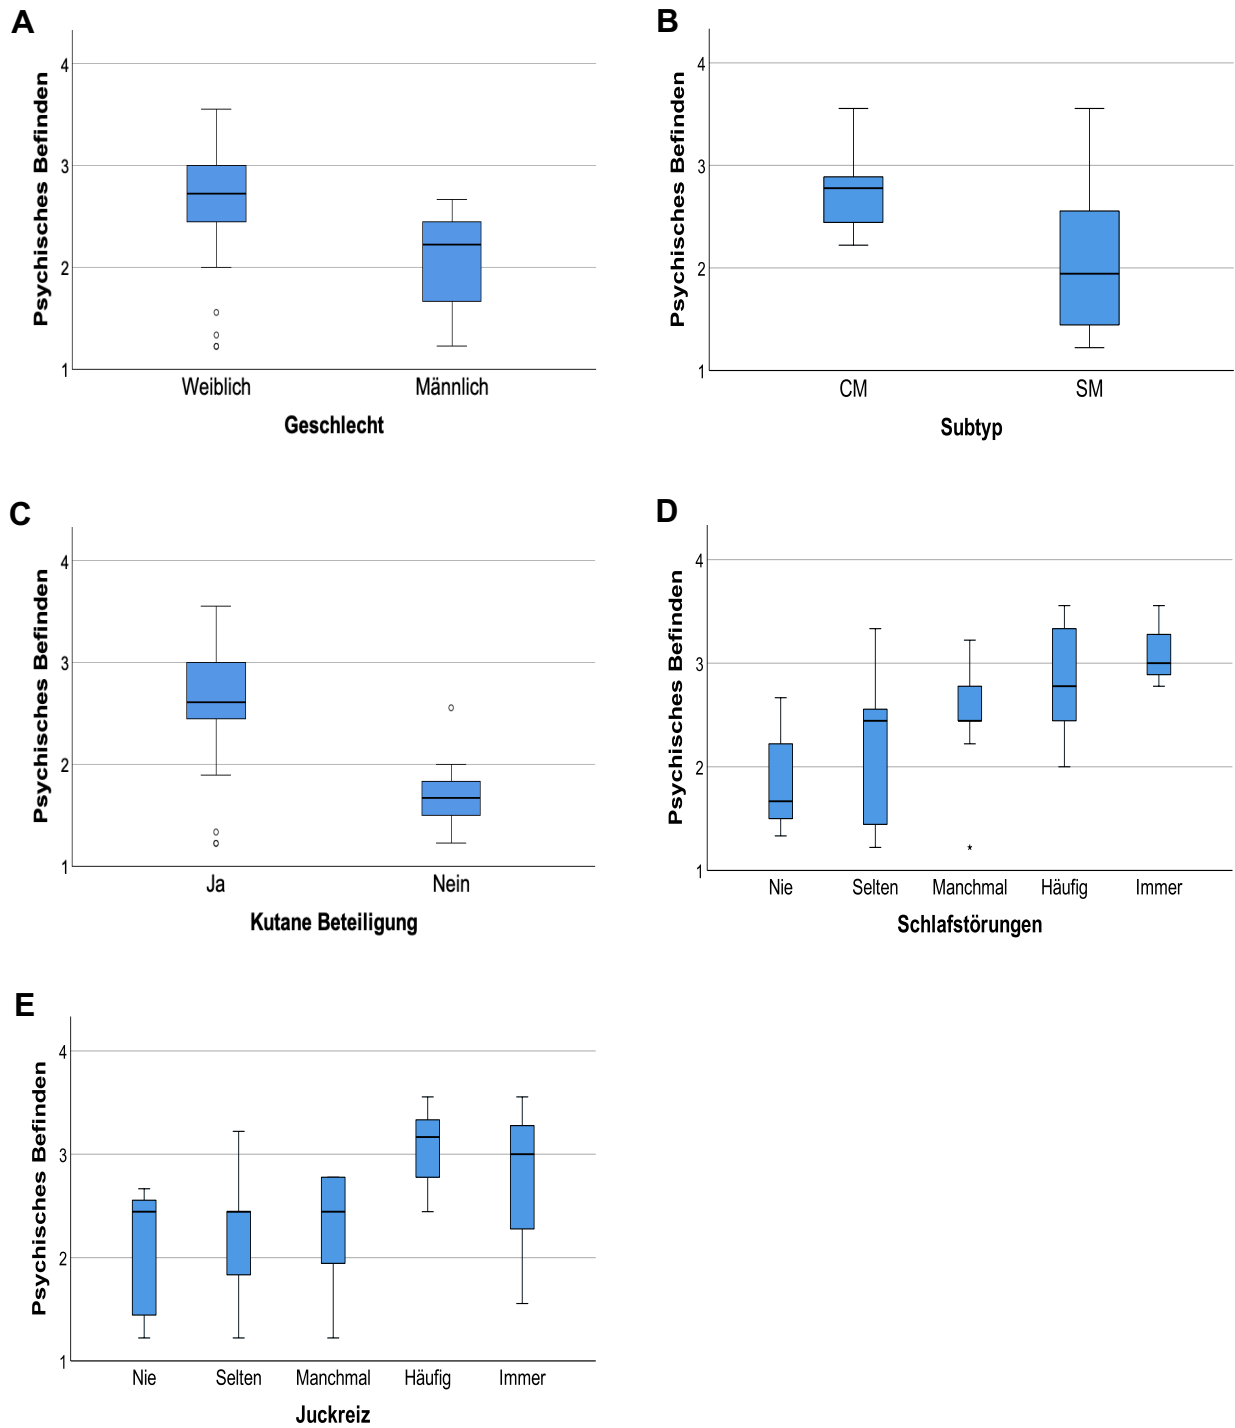 A
Psychisches Befinden
4
3
2
1
Weiblich Männlich
Geschlecht
B
Psychisches Befinden
4
3
2
1
CM SM
Subtyp
C
Psychisches Befinden
4
3
2
1
Ja Nein
Kutane Beteiligung
D
Psychisches Befinden
4
3
2
1
Nie Selten Manchmal Häufig Immer
Schlafstörungen
E
Psychisches Befinden
4
3
2
1
Nie Selten Manchmal Häufig Immer
Juckreiz